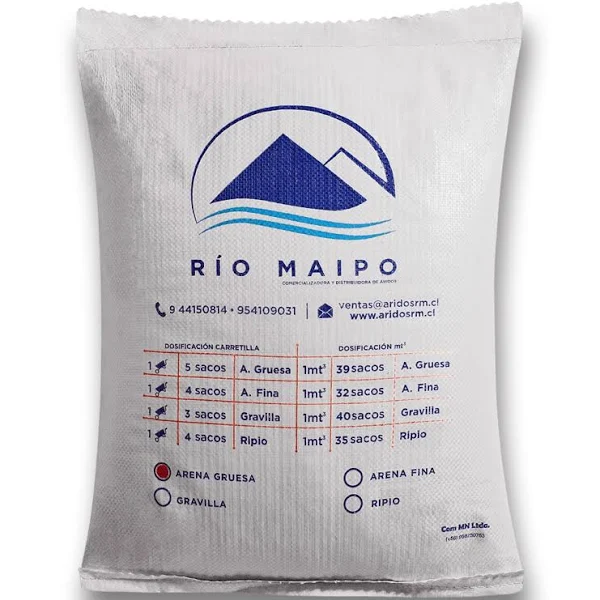 RÍO MAIPO
COMERCIALIZADORA Y DISTRIBUIDORA DE ARIDOS
9 44150814 • 954109031 | ventas@aridosrm.cl
www.aridosrm.cl
DOSIFICACIÓN CARRETILLA DOSIFICACIÓN mt³
1 5 sacos A. Gruesa 1mt³ 39 sacos A. Gruesa
1 4 sacos A. Fina 1mt³ 32 sacos A. Fina
1 3 sacos Gravilla 1mt³ 40 sacos Gravilla
1 4 sacos Ripio 1mt³ 35 sacos Ripio
ARENA GRUESA ARENA FINA
GRAVILLA RIPIO
Com MN Ltda.